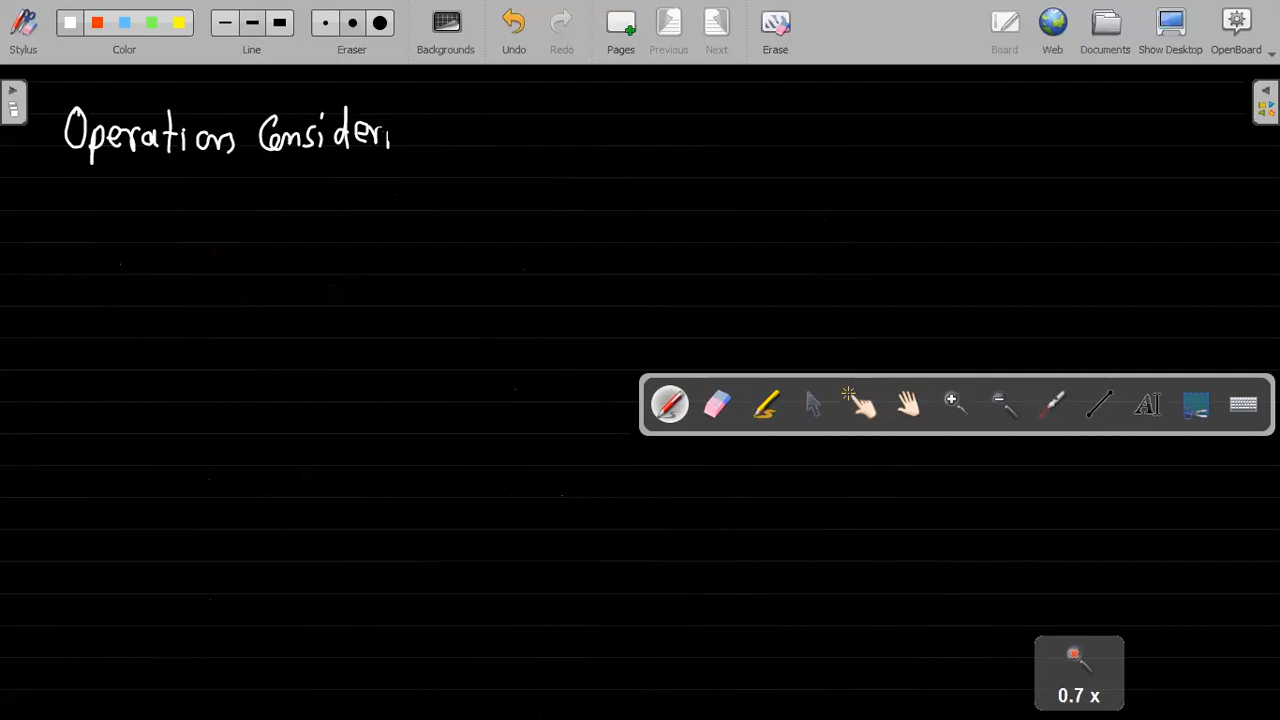 Stylus Color Line Eraser Backgrounds Undo Redo Pages Previous Next Erase Board Web Documents Show Desktop OpenBoard
Operations Consideri
0.7 x